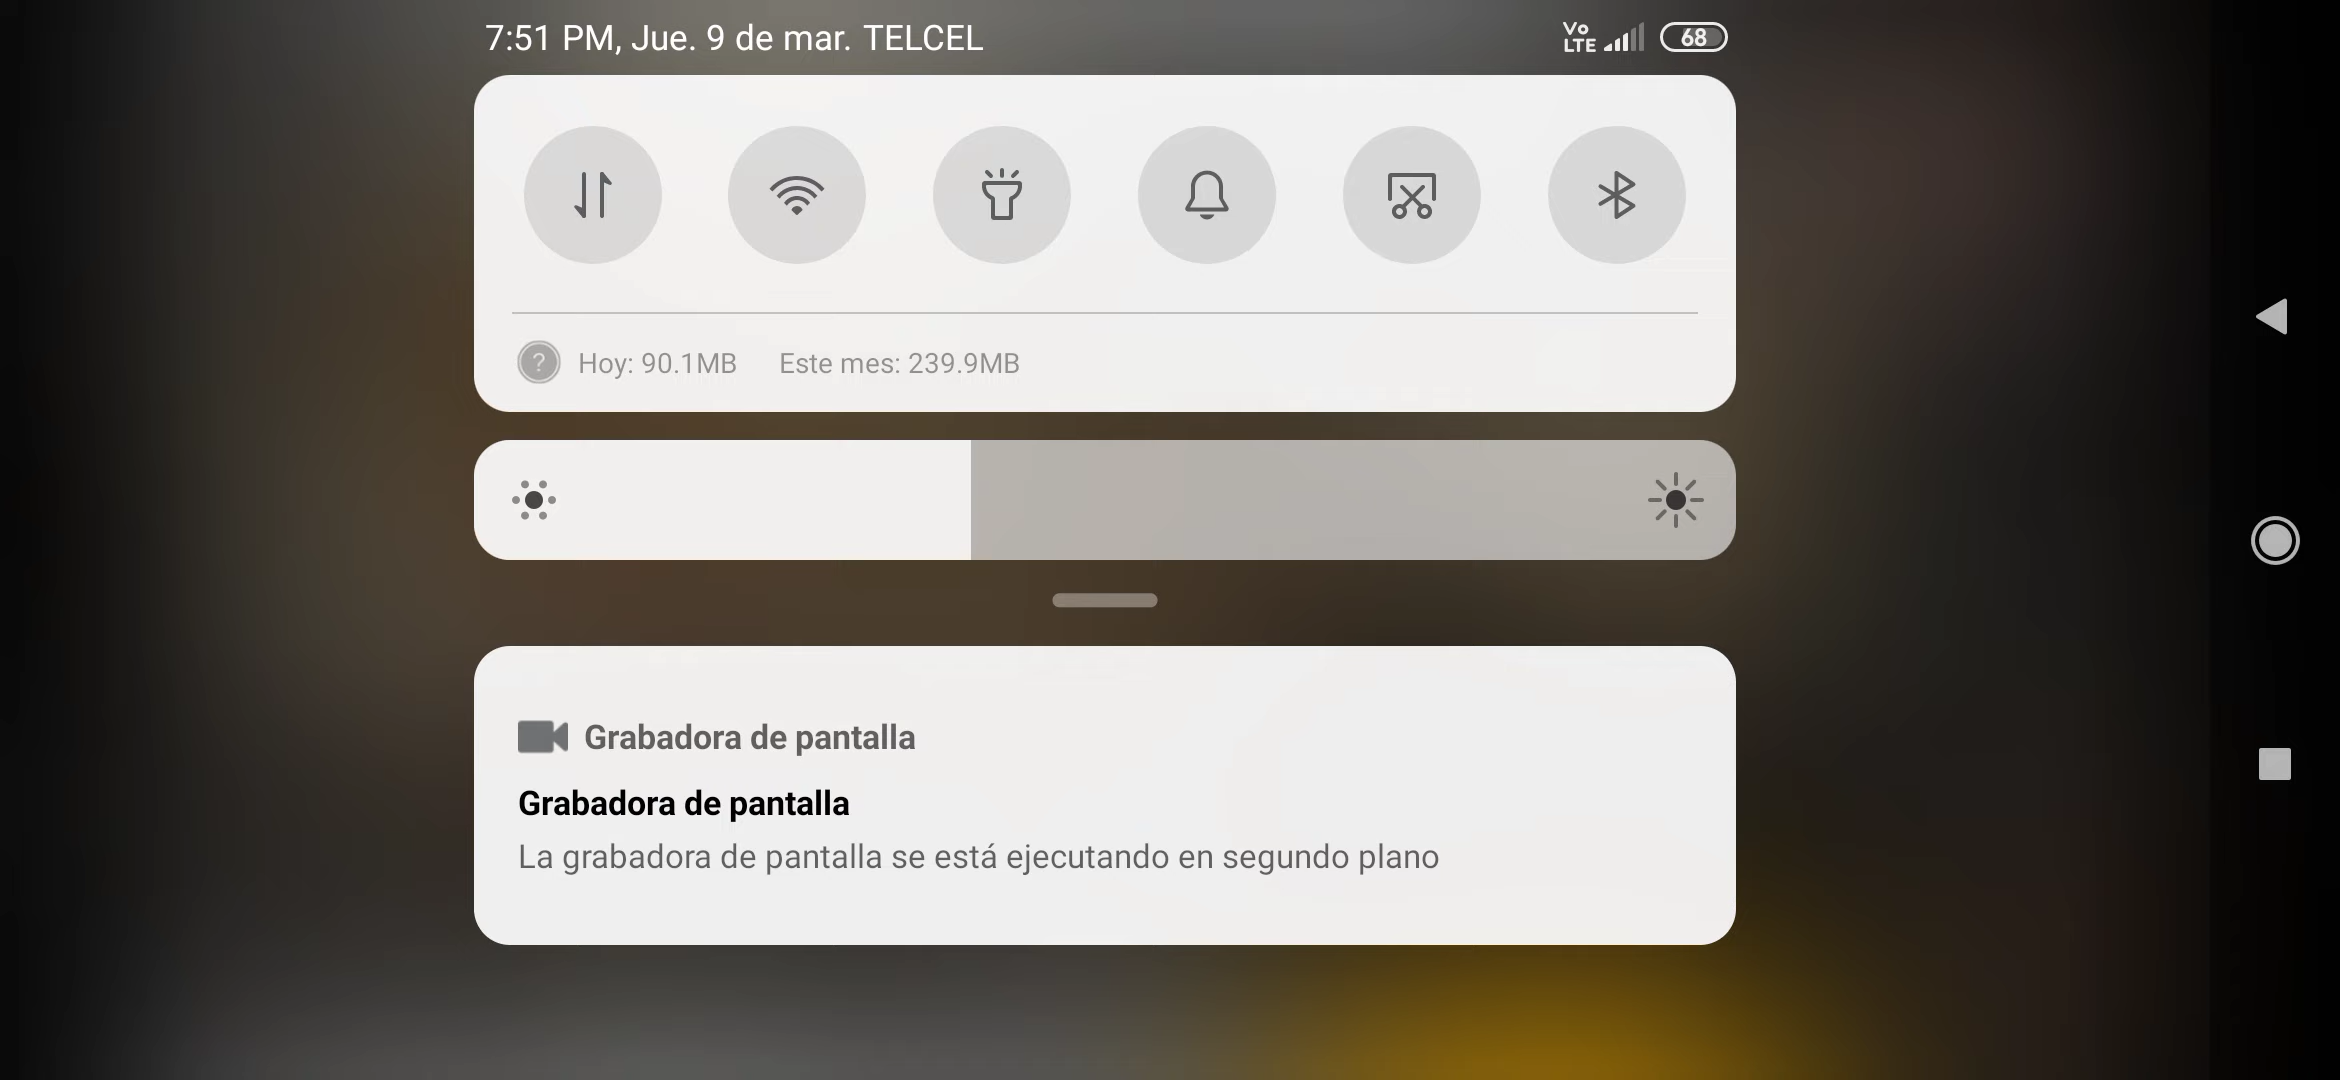 7:51 PM, Jue. 9 de mar. TELCEL
Vo
LTE
68
?
Hoy: 90.1MB Este mes: 239.9MB
Grabadora de pantalla
Grabadora de pantalla
La grabadora de pantalla se está ejecutando en segundo plano